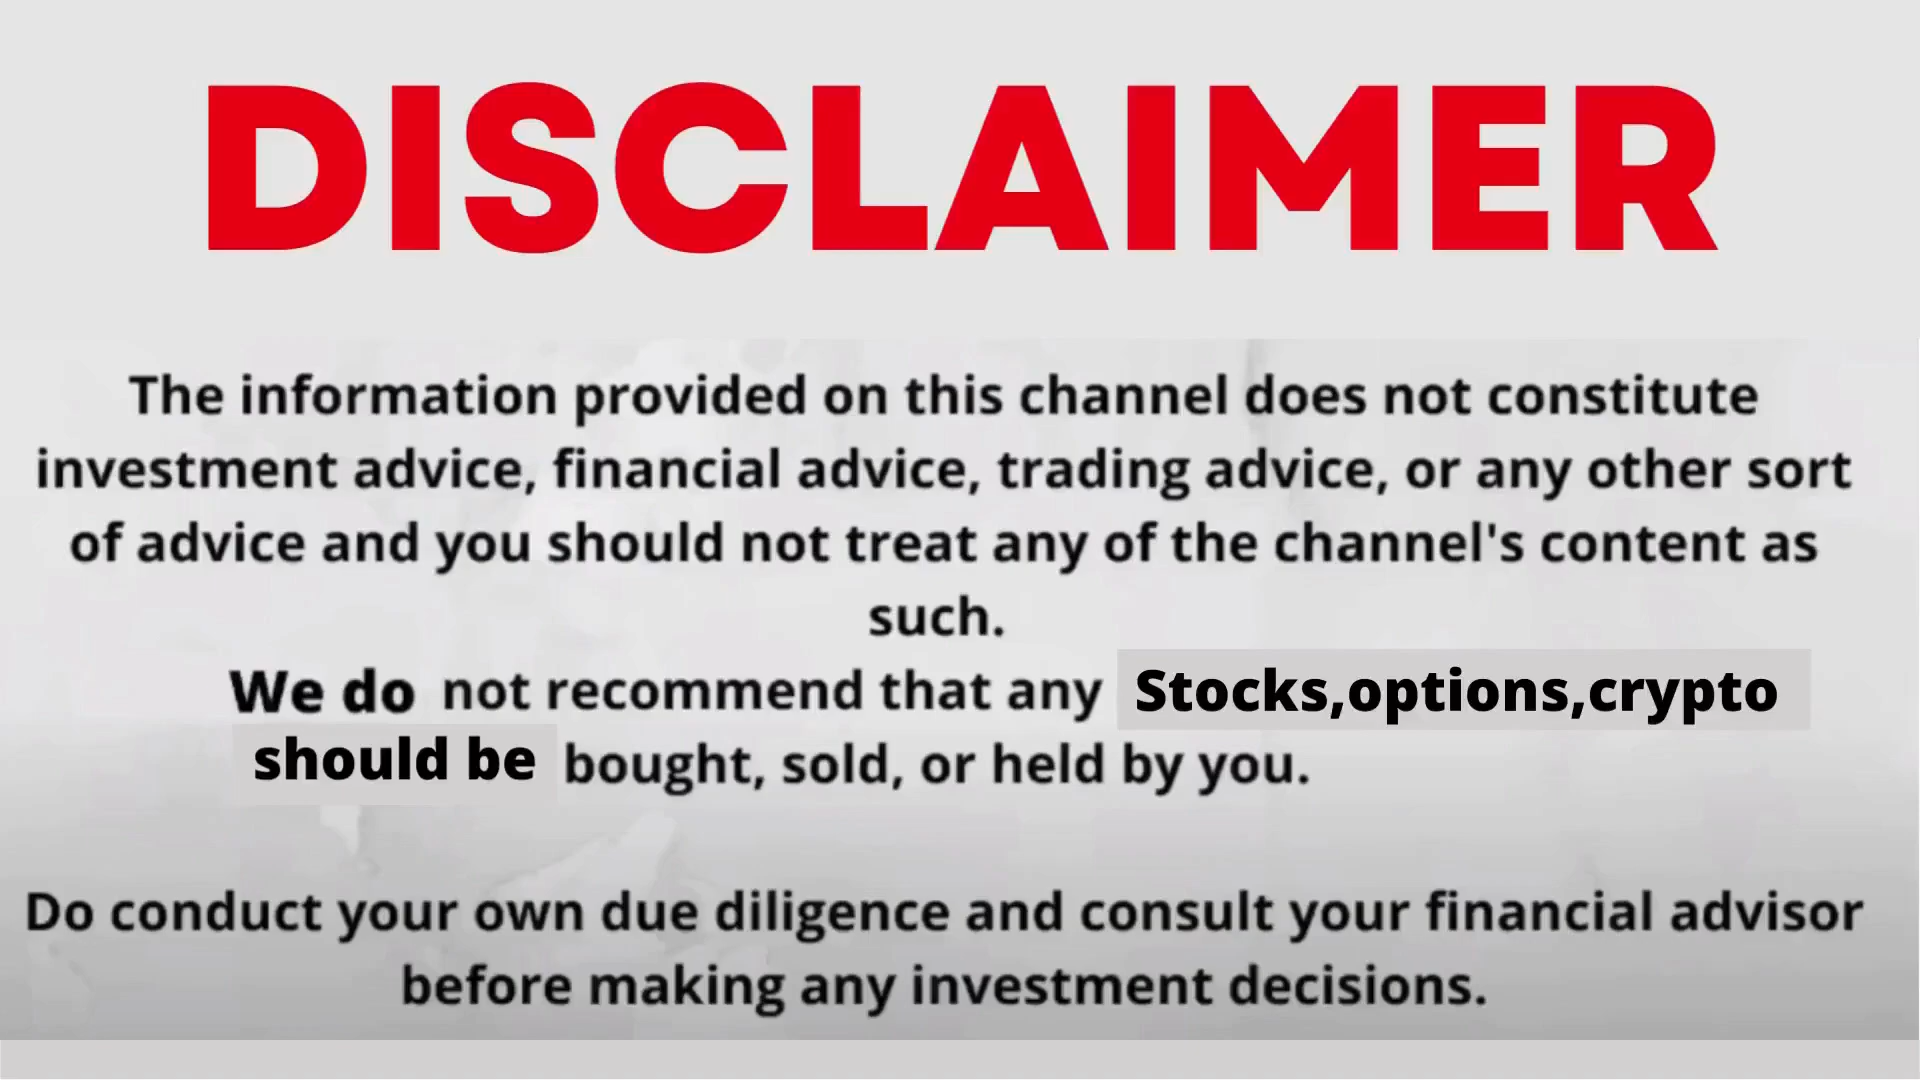 DISCLAIMER
The information provided on this channel does not constitute
investment advice, financial advice, trading advice, or any other sort
of advice and you should not treat any of the channel's content as
such.
We do not recommend that any Stocks,options,crypto
should be bought, sold, or held by you.
Do conduct your own due diligence and consult your financial advisor
before making any investment decisions.